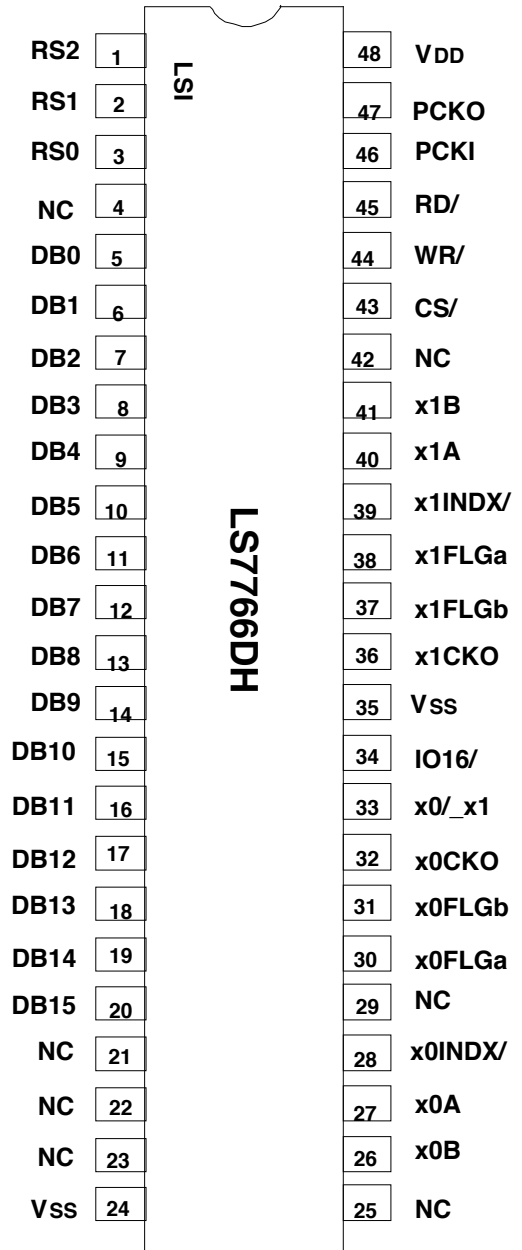 RS2 1 48 VDD
LSI
RS1 2 47 PCKO
RS0 3 46 PCKI
NC 4 45 RD/
DB0 5 44 WR/
DB1 6 43 CS/
DB2 7 42 NC
DB3 8 41 x1B
DB4 9 40 x1A
DB5 10 39 x1INDX/
DB6 11 38 x1FLGa
LS7766DH
DB7 12 37 x1FLGb
DB8 13 36 x1CKO
DB9 14 35 VSS
DB10 15 34 IO16/
DB11 16 33 x0/_x1
DB12 17 32 x0CKO
DB13 18 31 x0FLGb
DB14 19 30 x0FLGa
DB15 20 29 NC
NC 21 28 x0INDX/
NC 22 27 x0A
NC 23 26 x0B
VSS 24 25 NC